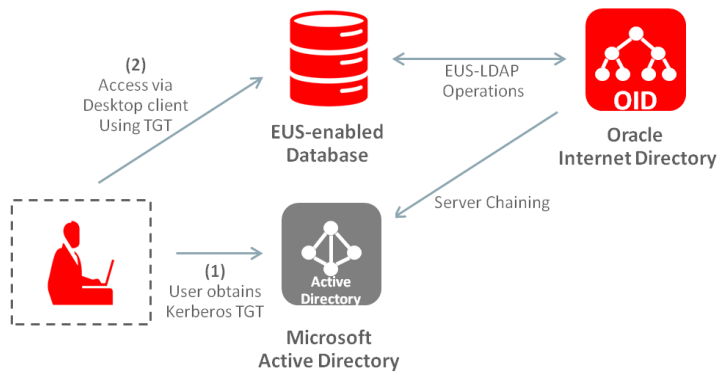 (2)
Access via
Desktop client
Using TGT
EUS-enabled
Database
EUS-LDAP
Operations
OID
Oracle
Internet Directory
Server Chaining
(1)
User obtains
Kerberos TGT
Active
Directory
Microsoft
Active Directory